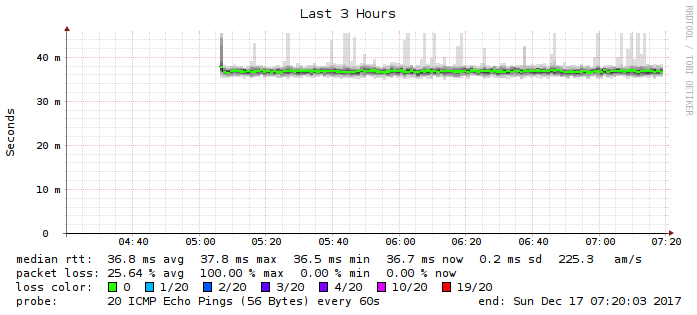 Last 3 Hours
RRDTOOL / TOBI OETIKER
Seconds
40 m
30 m
20 m
10 m
0
04:40 05:00 05:20 05:40 06:00 06:20 06:40 07:00 07:20
median rtt: 36.8 ms avg 37.8 ms max 36.5 ms min 36.7 ms now 0.2 ms sd 225.3 am/s
packet loss: 25.64 % avg 100.00 % max 0.00 % min 0.00 % now
loss color: 0 1/20 2/20 3/20 4/20 10/20 19/20
probe: 20 ICMP Echo Pings (56 Bytes) every 60s end: Sun Dec 17 07:20:03 2017